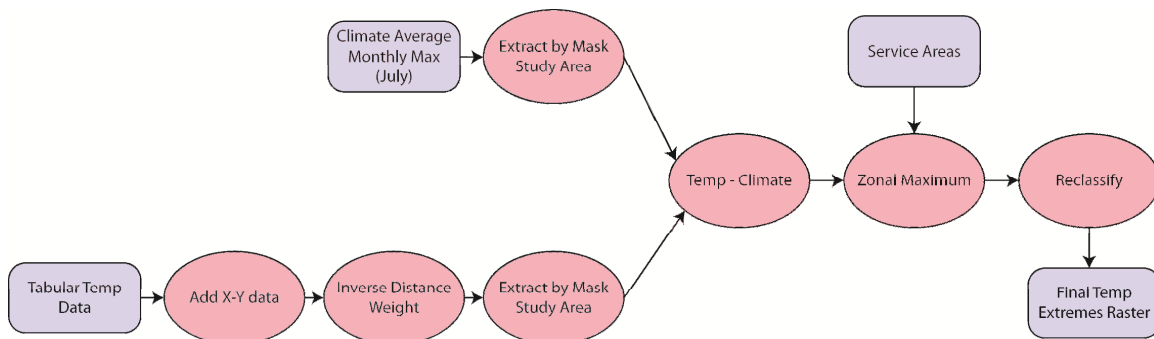 Climate Average
Monthly Max
(July)
Extract by Mask
Study Area
Service Areas
Temp - Climate
Zonal Maximum
Reclassify
Tabular Temp
Data
Add X-Y data
Inverse Distance
Weight
Extract by Mask
Study Area
Final Temp
Extremes Raster